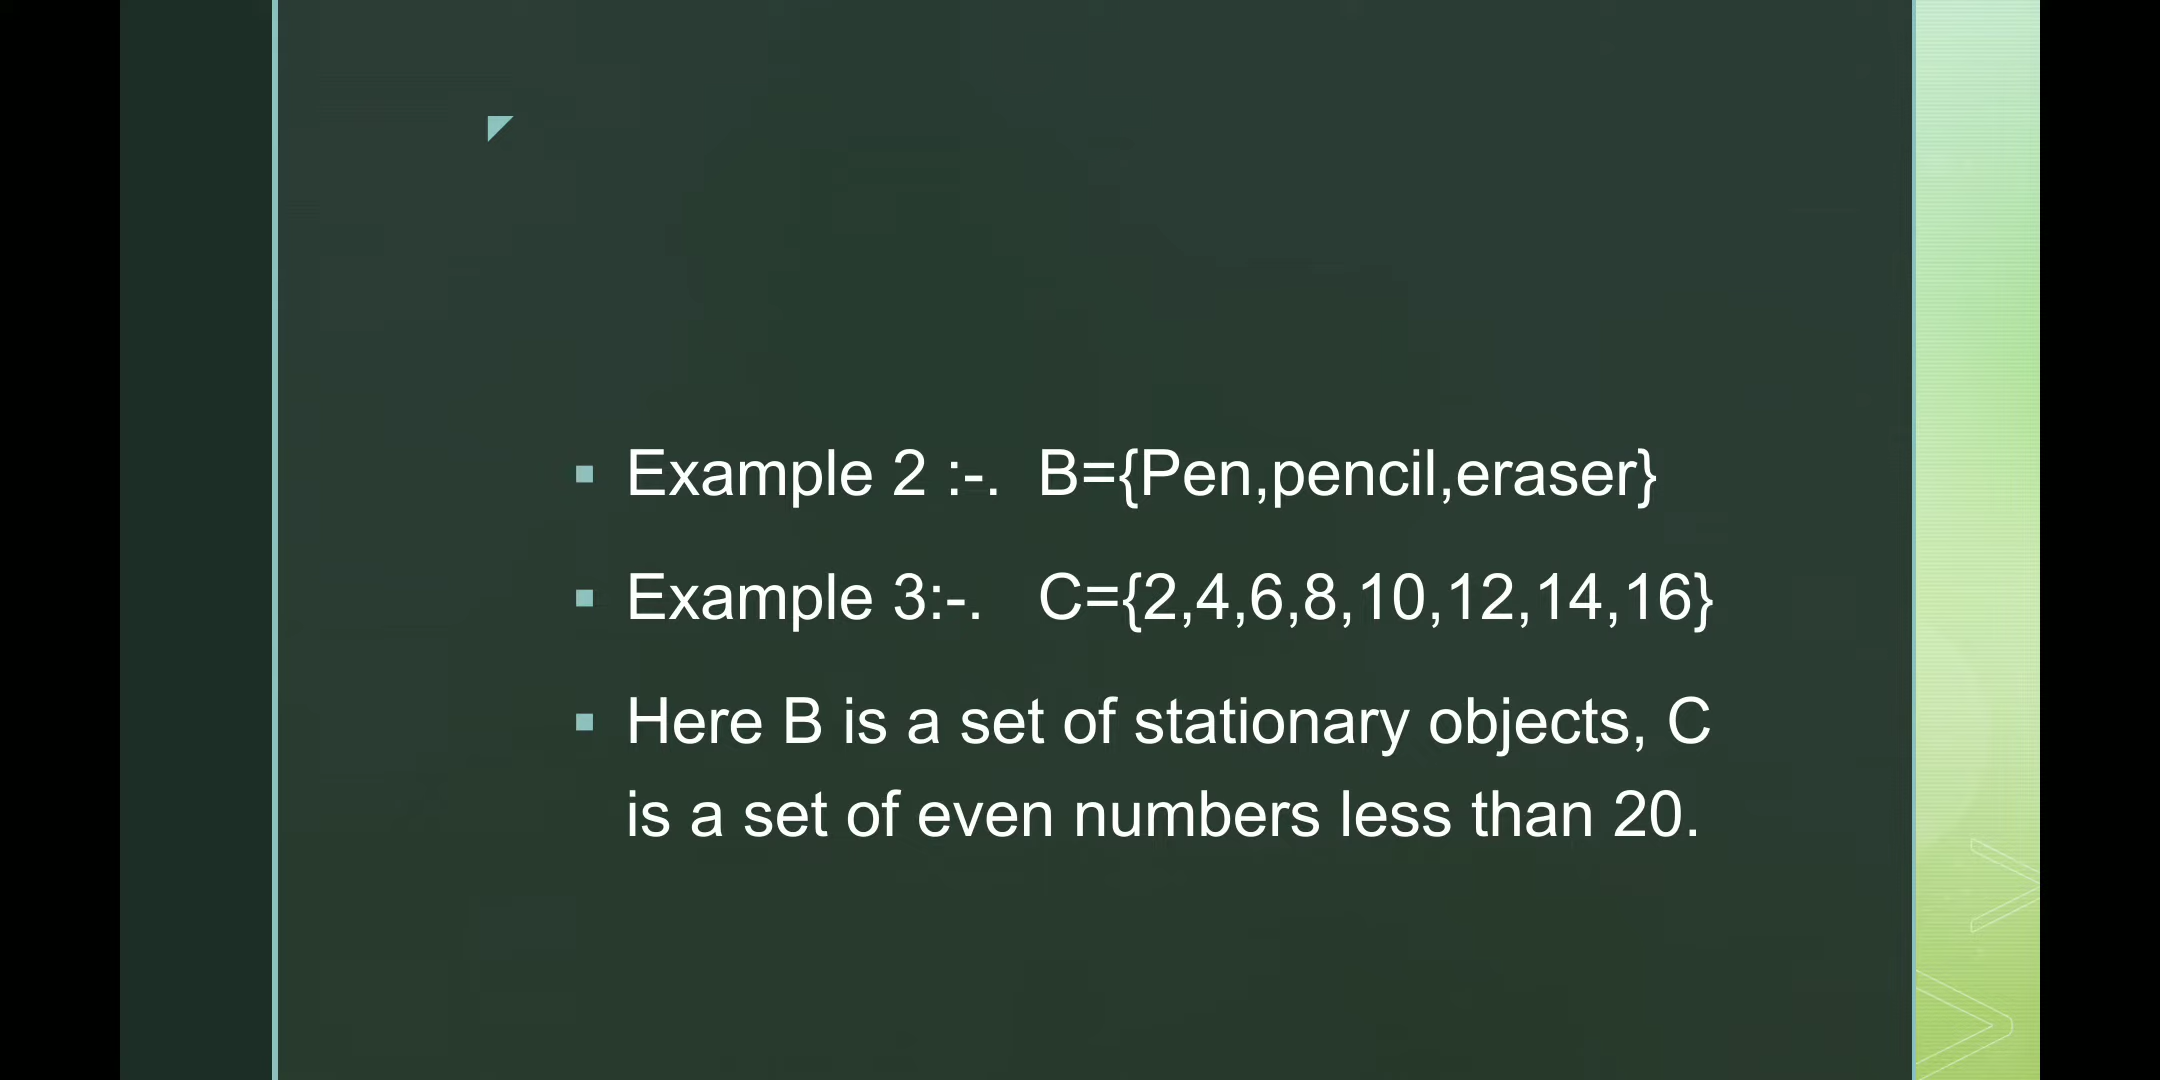 Example 2 :-.  B={Pen,pencil,eraser}
Example 3:-.   C={2,4,6,8,10,12,14,16}
Here B is a set of stationary objects, C
is a set of even numbers less than 20.